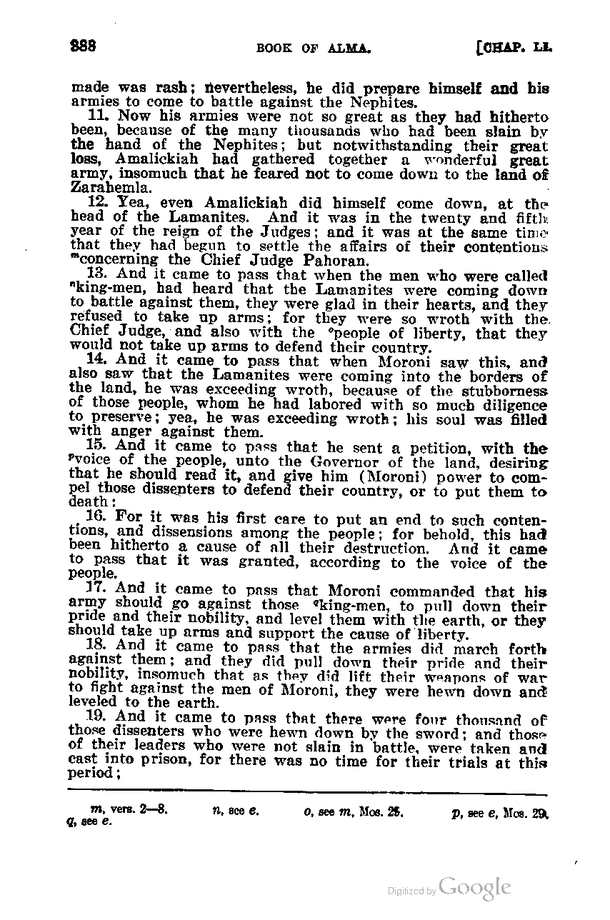 388 BOOK OF ALMA. [CHAP. LI.
made was rash; nevertheless, he did prepare himself and his
armies to come to battle against the Nephites.
11. Now his armies were not so great as they had hitherto
been, because of the many thousands who had been slain by
the hand of the Nephites; but notwithstanding their great
loss, Amalickiah had gathered together a wonderful great
army, insomuch that he feared not to come down to the land of
Zarahemla.
12. Yea, even Amalickiah did himself come down, at the
head of the Lamanites. And it was in the twenty and fifth
year of the reign of the Judges; and it was at the same time
that they had begun to settle the affairs of their contentions
ᵐconcerning the Chief Judge Pahoran.
13. And it came to pass that when the men who were called
ⁿking-men, had heard that the Lamanites were coming down
to battle against them, they were glad in their hearts, and they
refused to take up arms; for they were so wroth with the
Chief Judge, and also with the ᵒpeople of liberty, that they
would not take up arms to defend their country.
14. And it came to pass that when Moroni saw this, and
also saw that the Lamanites were coming into the borders of
the land, he was exceeding wroth, because of the stubborness
of those people, whom he had labored with so much diligence
to preserve; yea, he was exceeding wroth; his soul was filled
with anger against them.
15. And it came to pass that he sent a petition, with the
ᵖvoice of the people, unto the Governor of the land, desiring
that he should read it, and give him (Moroni) power to com-
pel those dissenters to defend their country, or to put them to
death:
16. For it was his first care to put an end to such conten-
tions, and dissensions among the people; for behold, this had
been hitherto a cause of all their destruction. And it came
to pass that it was granted, according to the voice of the
people.
17. And it came to pass that Moroni commanded that his
army should go against those qking-men, to pull down their
pride and their nobility, and level them with the earth, or they
should take up arms and support the cause of liberty.
18. And it came to pass that the armies did march forth
against them; and they did pull down their pride and their
nobility, insomuch that as they did lift their weapons of war
to fight against the men of Moroni, they were hewn down and
leveled to the earth.
19. And it came to pass that there were four thousand of
those dissenters who were hewn down by the sword; and those
of their leaders who were not slain in battle, were taken and
cast into prison, for there was no time for their trials at this
period;
m, vers. 2—8. n, see e. o, see m, Mos. 25. p, see e, Mos. 29.
q, see e.
Digitized by Google